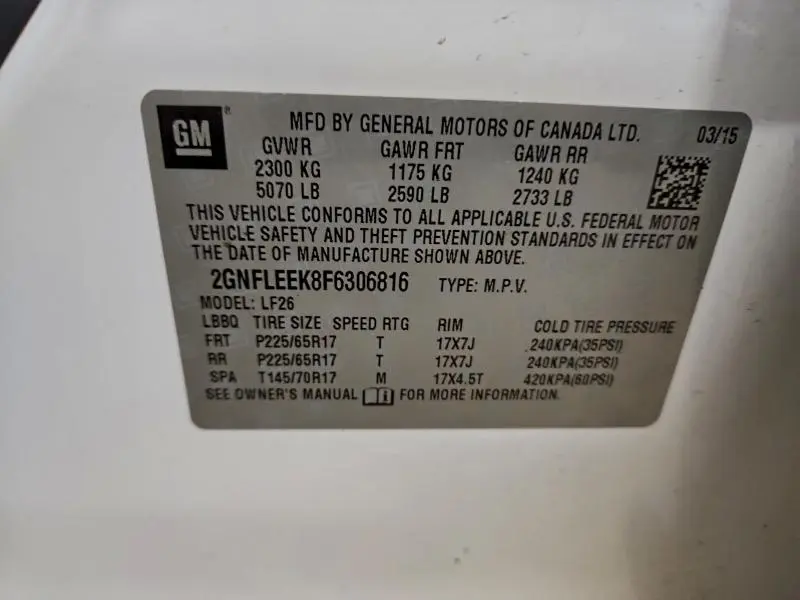 GM® MFD BY GENERAL MOTORS OF CANADA LTD. 03/15
GVWR GAWR FRT GAWR RR
2300 KG 1175 KG 1240 KG
5070 LB 2590 LB 2733 LB
THIS VEHICLE CONFORMS TO ALL APPLICABLE U.S. FEDERAL MOTOR
VEHICLE SAFETY AND THEFT PREVENTION STANDARDS IN EFFECT ON
THE DATE OF MANUFACTURE SHOWN ABOVE.
2GNFLEEK8F6306816 TYPE: M.P.V.
MODEL: LF26
LBBQ TIRE SIZE SPEED RTG RIM COLD TIRE PRESSURE
FRT P225/65R17 T 17X7J 240KPA(35PSI)
RR P225/65R17 T 17X7J 240KPA(35PSI)
SPA T145/70R17 M 17X4.5T 420KPA(60PSI)
SEE OWNER'S MANUAL i FOR MORE INFORMATION.